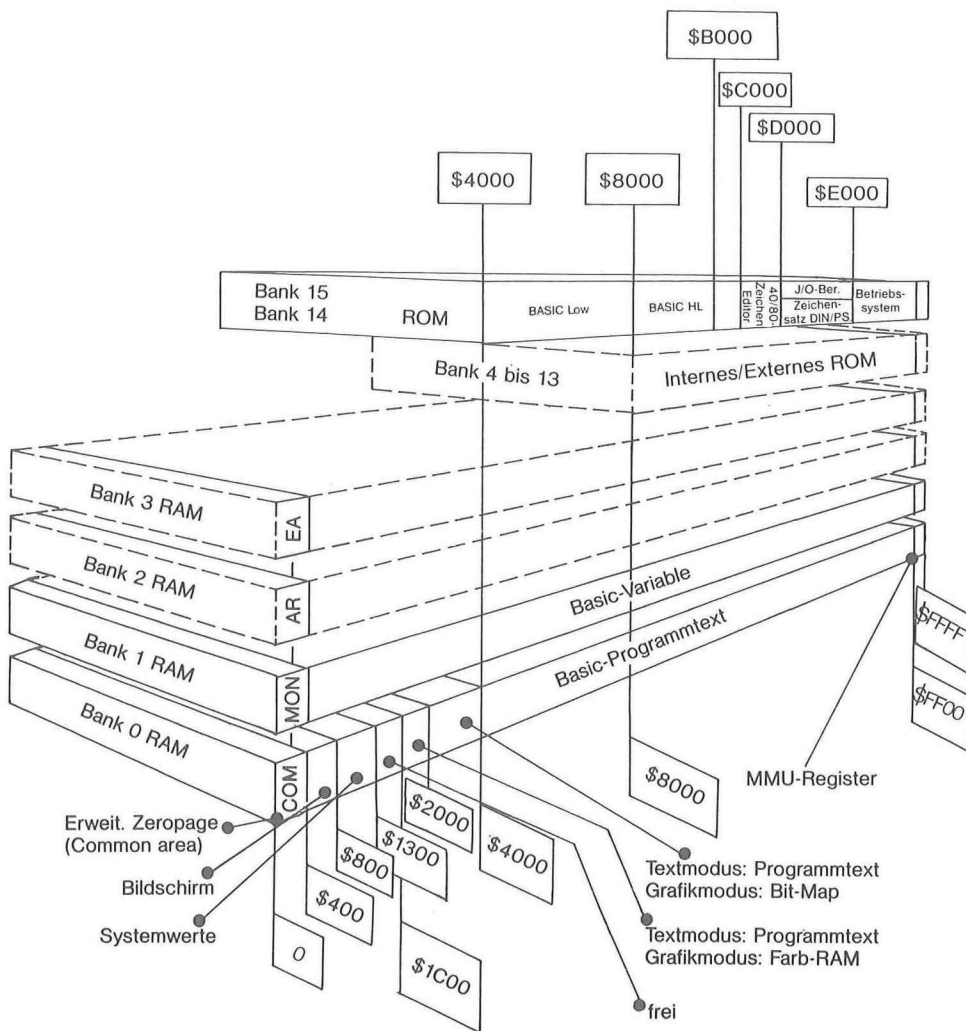 $B000
$C000
$D000
$4000
$8000
$E000
Bank 15
Bank 14
ROM
BASIC Low
BASIC HL
40/80-
Zeichen
Editor
J/O-Ber.
Zeichen-
satz DIN/PS.
Betriebs-
system
Bank 4 bis 13
Internes/Externes ROM
Bank 3 RAM
EA
Bank 2 RAM
AR
Basic-Variable
Bank 1 RAM
MON
Basic-Programmtext
Bank 0 RAM
COM
$FFFF
$FF00
MMU-Register
$8000
$2000
$4000
$1300
$800
$400
0
$1C00
Erweit. Zeropage
(Common area)
Bildschirm
Systemwerte
Textmodus: Programmtext
Grafikmodus: Bit-Map
Textmodus: Programmtext
Grafikmodus: Farb-RAM
frei